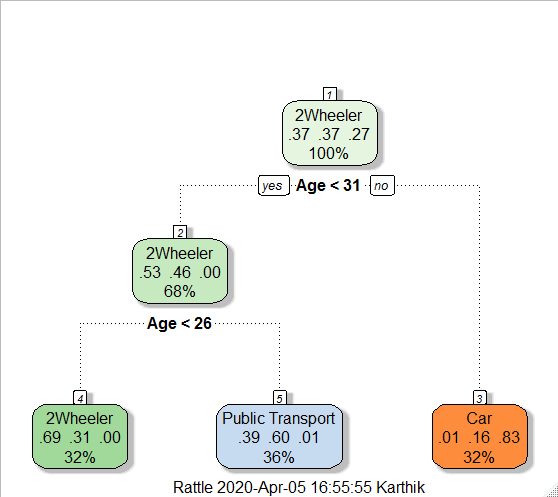 1
2Wheeler
.37 .37 .27
100%
yes Age < 31 no
2
2Wheeler
.53 .46 .00
68%
Age < 26
4 5 3
2Wheeler Public Transport Car
.69 .31 .00 .39 .60 .01 .01 .16 .83
32% 36% 32%
Rattle 2020-Apr-05 16:55:55 Karthik